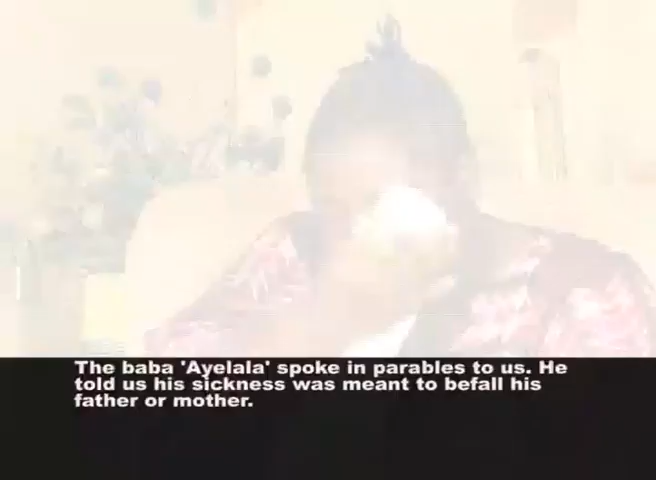 The baba 'Ayelala' spoke in parables to us. He
told us his sickness was meant to befall his
father or mother.